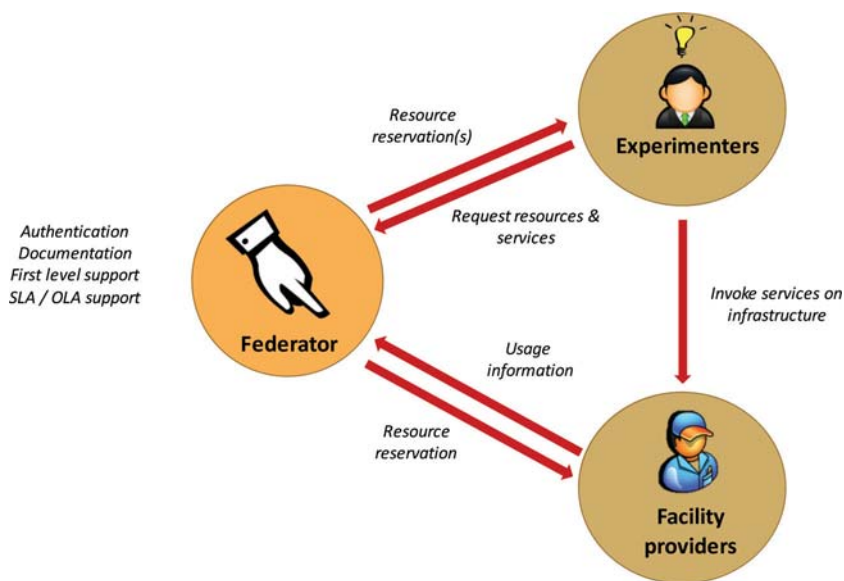 Resource
reservation(s)
Experimenters
Request resources &
services
Authentication
Documentation
First level support
SLA / OLA support
Federator
Invoke services on
infrastructure
Usage
information
Resource
reservation
Facility
providers